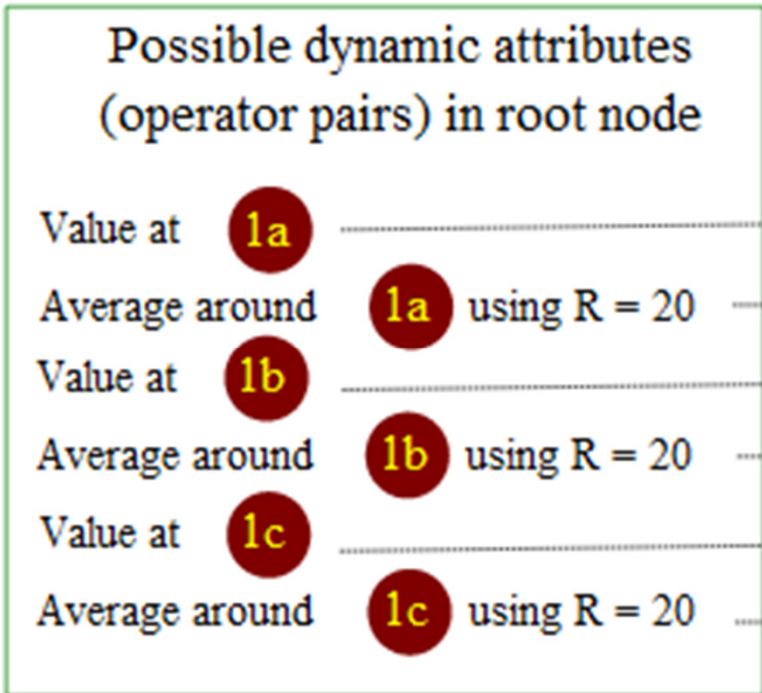 Possible dynamic attributes
(operator pairs) in root node
Value at 1a
Average around 1a using R = 20
Value at 1b
Average around 1b using R = 20
Value at 1c
Average around 1c using R = 20